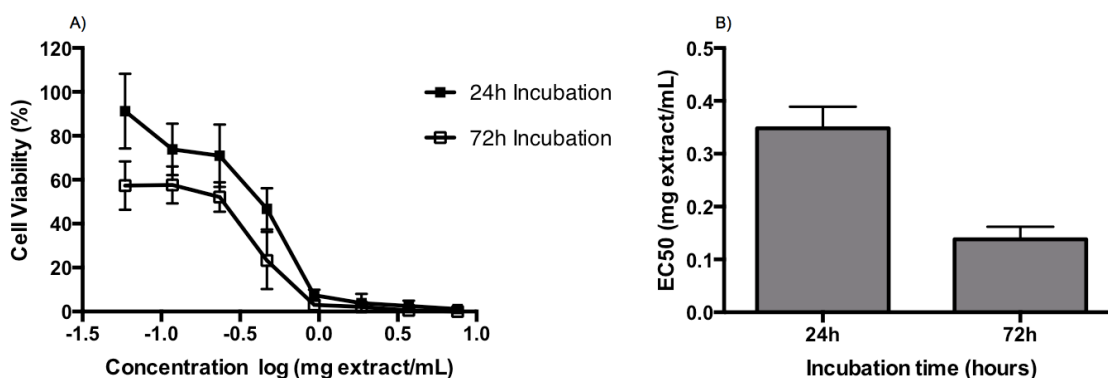 A)
120
100
80
60
40
20
0
Cell Viability (%)
-1.5 -1.0 -0.5 0.0 0.5 1.0
Concentration log (mg extract/mL)
24h Incubation
72h Incubation
B)
0.5
0.4
0.3
0.2
0.1
0.0
EC50 (mg extract/mL)
24h 72h
Incubation time (hours)